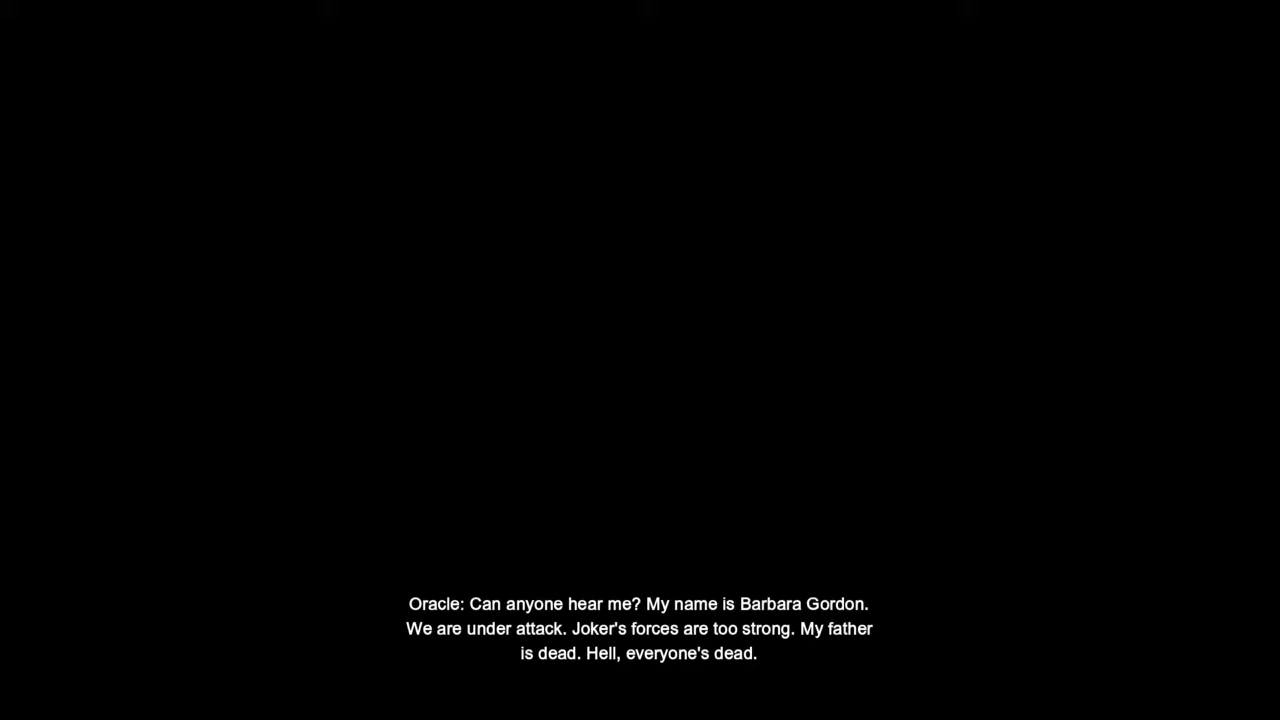 Oracle: Can anyone hear me? My name is Barbara Gordon.
We are under attack. Joker's forces are too strong. My father
is dead. Hell, everyone's dead.